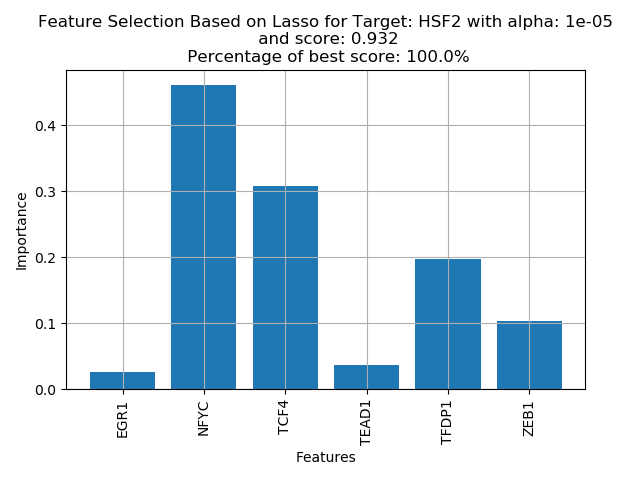 Feature Selection Based on Lasso for Target: HSF2 with alpha: 1e-05
and score: 0.932
Percentage of best score: 100.0%
Importance
0.4
0.3
0.2
0.1
0.0
EGR1
NFYC
TCF4
TEAD1
TFDP1
ZEB1
Features